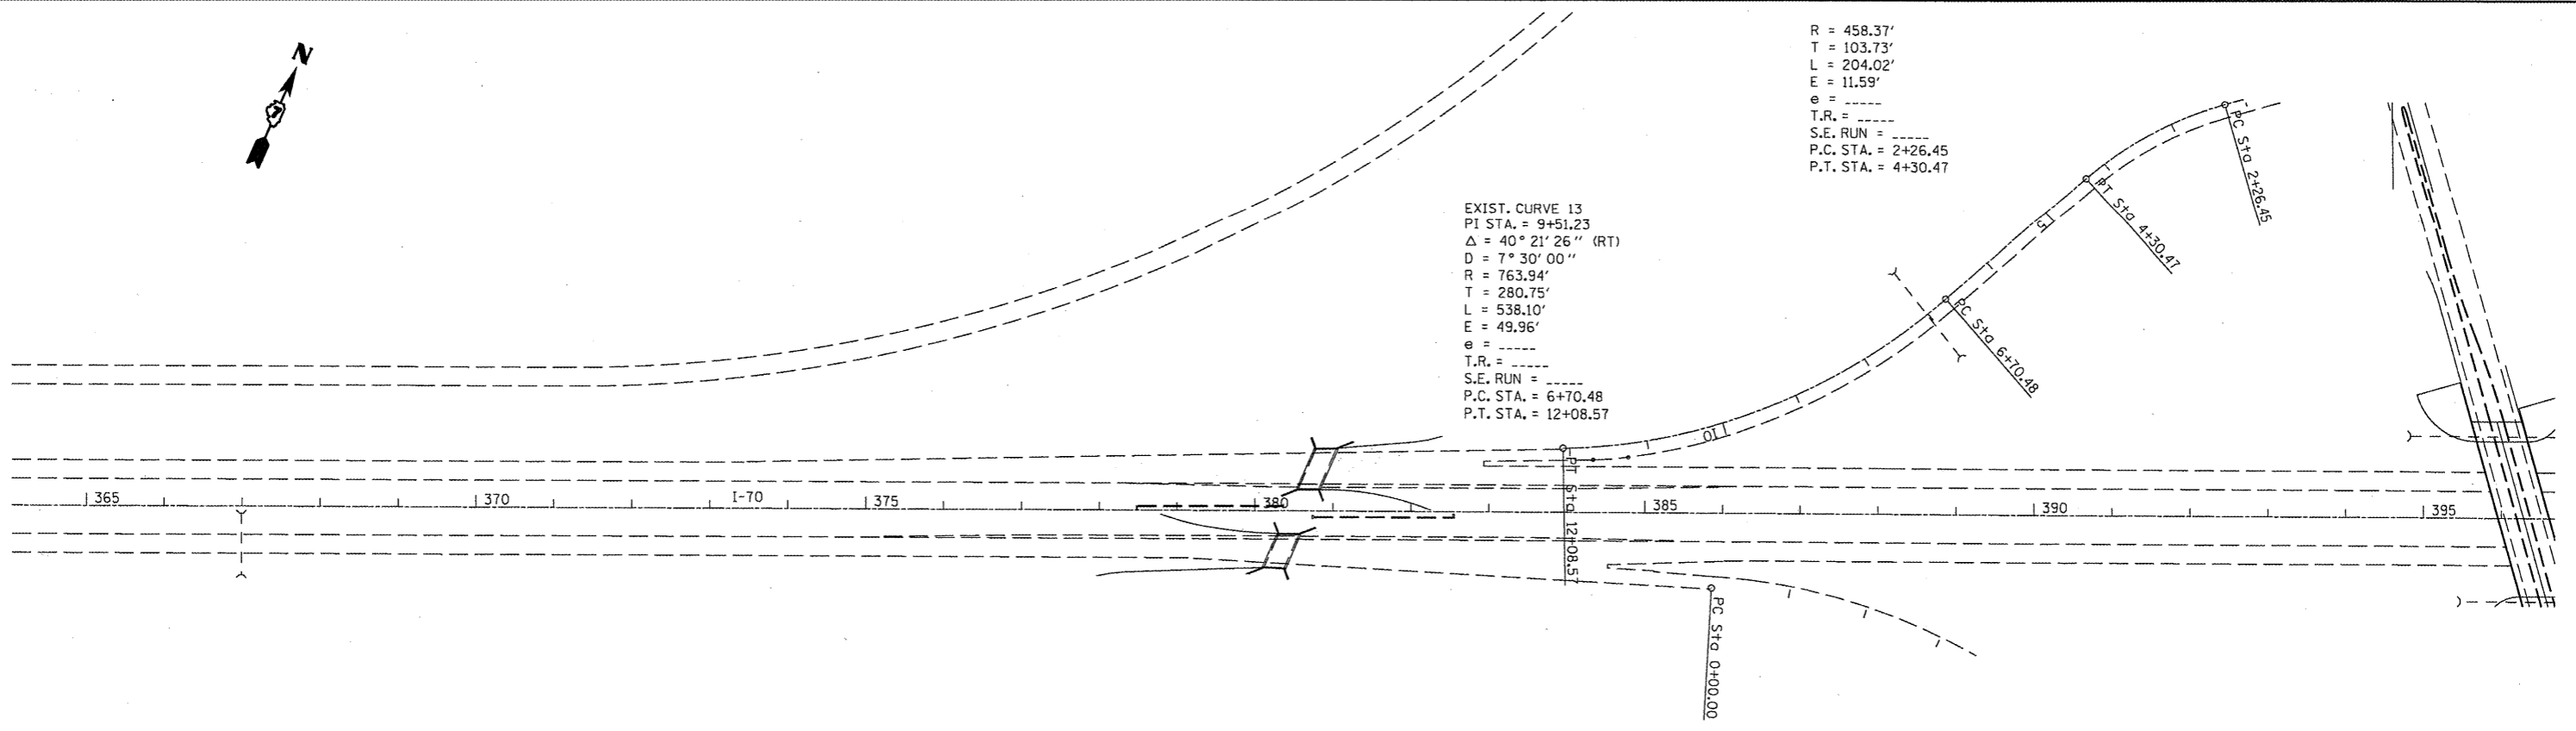 N
R = 458.37'
T = 103.73'
L = 204.02'
E = 11.59'
e = _____
T.R. = _____
S.E. RUN = _____
P.C. STA. = 2+26.45
P.T. STA. = 4+30.47
EXIST. CURVE 13
PI STA. = 9+51.23
Δ = 40° 21' 26" (RT)
D = 7° 30' 00"
R = 763.94'
T = 280.75'
L = 538.10'
E = 49.96'
e = _____
T.R. = _____
S.E. RUN = _____
P.C. STA. = 6+70.48
P.T. STA. = 12+08.57
PC Sta 2+26.45
PT Sta 4+30.47
5
PC Sta 6+70.48
10
PT Sta 12+08.57
365
370
I-70
375
380
385
390
395
PC Sta 0+00.00